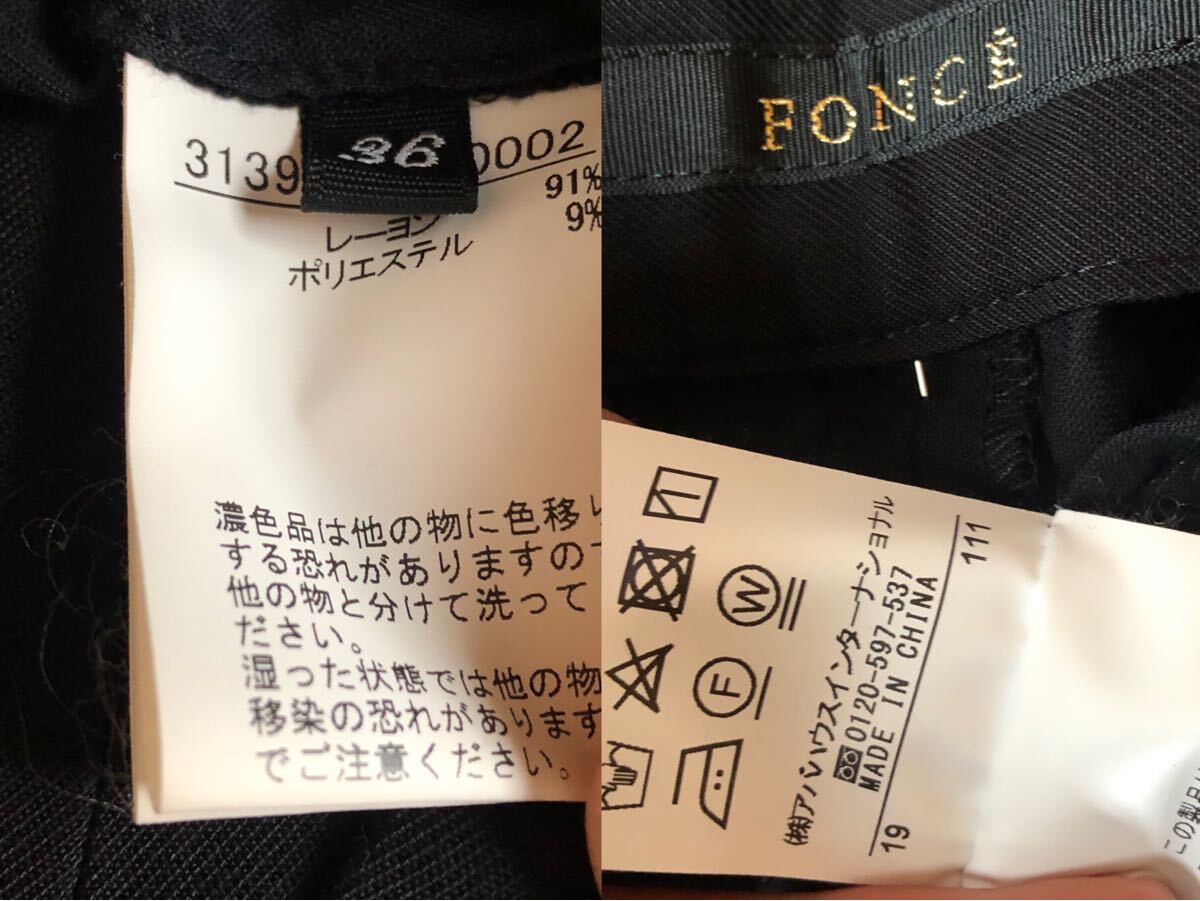 36
3139
0002
レーヨン 91%
ポリエステル 9%
濃色品は他の物に色移り
する恐れがありますので
他の物と分けて洗って
ださい。
湿った状態では他の物
移染の恐れがあります
でご注意ください。
FONCÉ
W
F
111
(株)アバハウスインターナショナル
0120-597-537
MADE IN CHINA
19
この製品